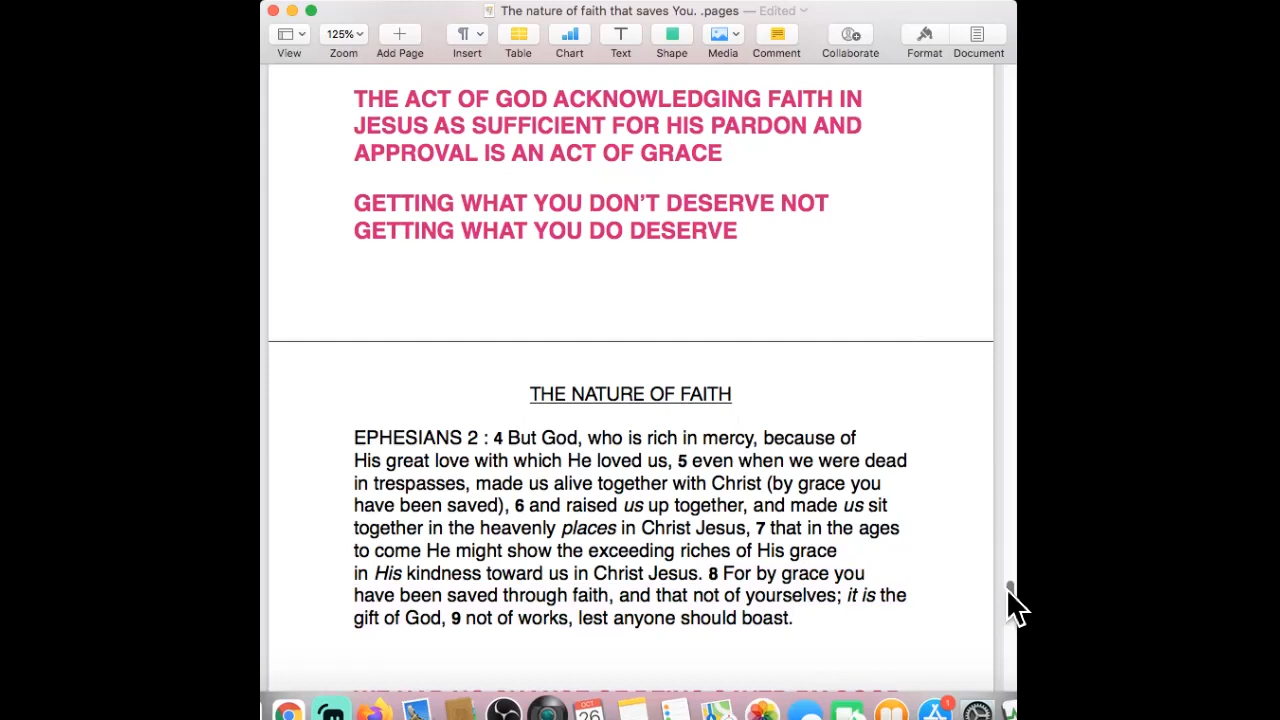 The nature of faith that saves You. .pages — Edited
125%
View
Zoom
Add Page
Insert
Table
Chart
Text
Shape
Media
Comment
Collaborate
Format
Document
THE ACT OF GOD ACKNOWLEDGING FAITH IN
JESUS AS SUFFICIENT FOR HIS PARDON AND
APPROVAL IS AN ACT OF GRACE
GETTING WHAT YOU DON’T DESERVE NOT
GETTING WHAT YOU DO DESERVE
THE NATURE OF FAITH
EPHESIANS 2 : 4 But God, who is rich in mercy, because of
His great love with which He loved us, 5 even when we were dead
in trespasses, made us alive together with Christ (by grace you
have been saved), 6 and raised us up together, and made us sit
together in the heavenly places in Christ Jesus, 7 that in the ages
to come He might show the exceeding riches of His grace
in His kindness toward us in Christ Jesus. 8 For by grace you
have been saved through faith, and that not of yourselves; it is the
gift of God, 9 not of works, lest anyone should boast.
OCT
26
1